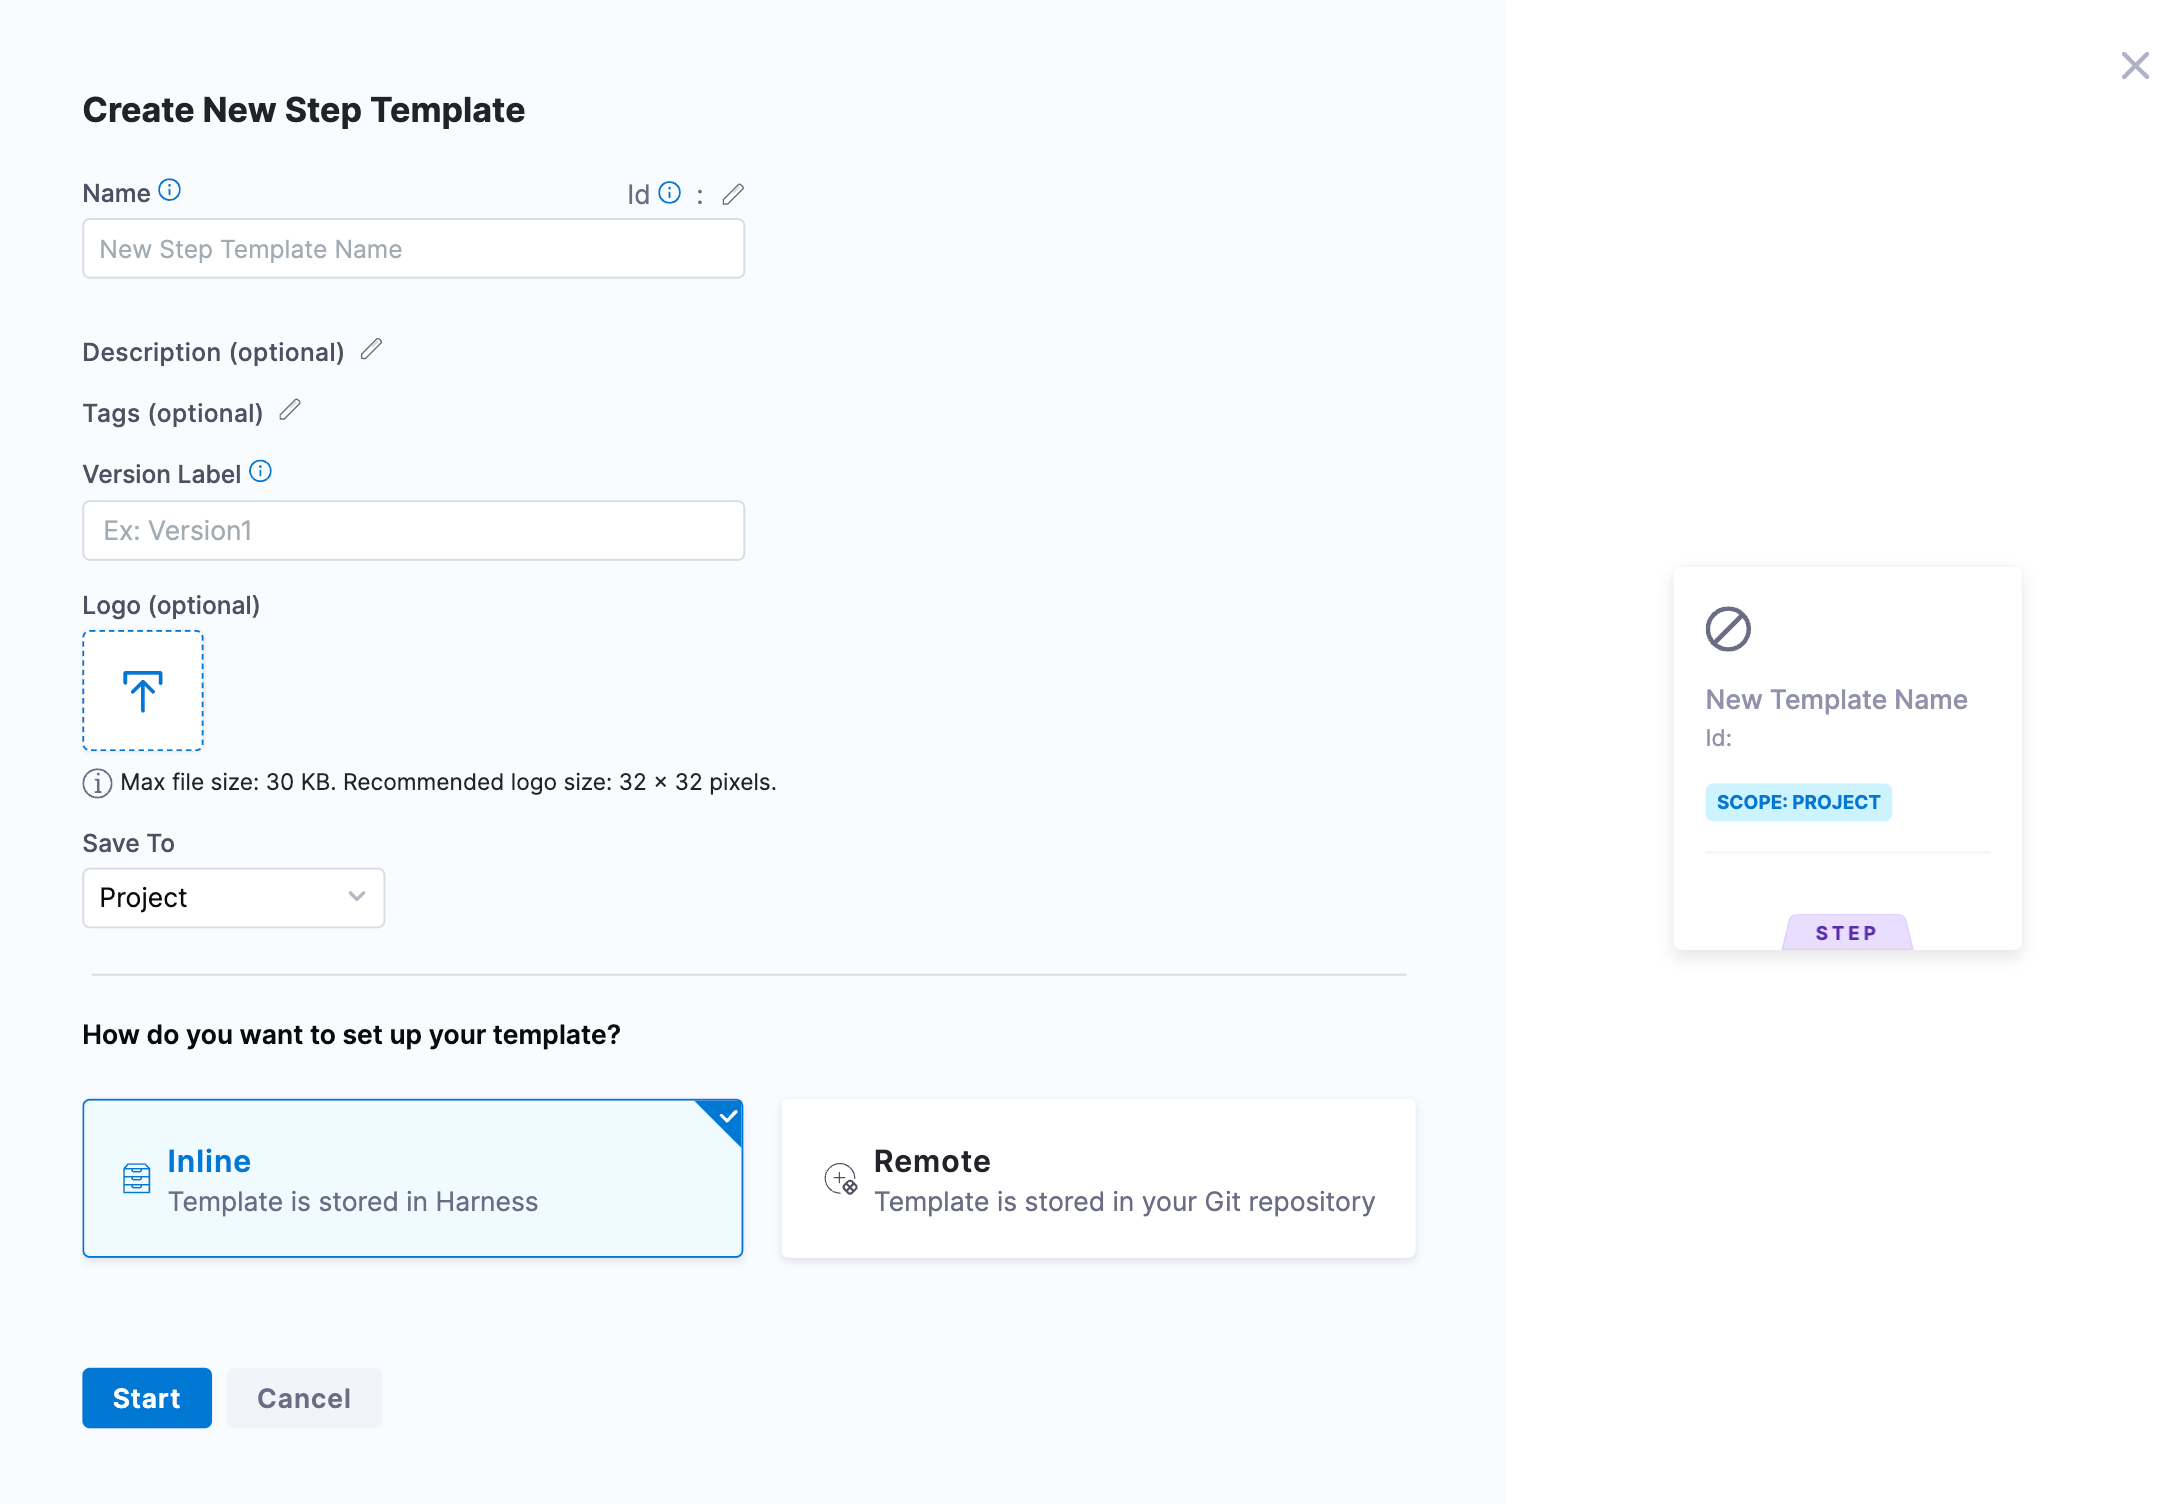 Create New Step Template
Name
Id :
New Step Template Name
Description (optional)
Tags (optional)
Version Label
Ex: Version1
Logo (optional)
Max file size: 30 KB. Recommended logo size: 32 × 32 pixels.
Save To
Project
How do you want to set up your template?
Inline
Template is stored in Harness
Remote
Template is stored in your Git repository
Start
Cancel
New Template Name
Id:
SCOPE: PROJECT
STEP